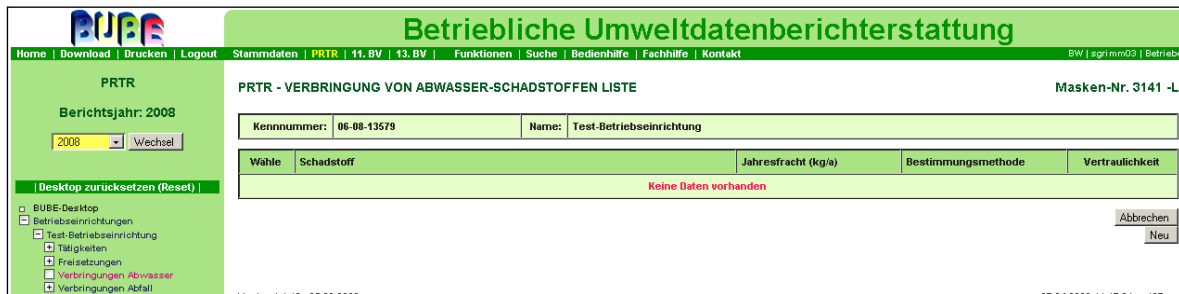 BUBE Betriebliche Umweltdatenberichterstattung
Home | Download | Drucken | Logout Stammdaten | PRTR | 11. BV | 13. BV | Funktionen | Suche | Bedienhilfe | Fachhilfe | Kontakt BW | sgrimm03 | Betriebe
PRTR
Berichtsjahr: 2008
2008 Wechsel
| Desktop zurücksetzen (Reset) |
BUBE-Desktop
Betriebseinrichtungen
Test-Betriebseinrichtung
Tätigkeiten
Freisetzungen
Verbringungen Abwasser
Verbringungen Abfall
PRTR - VERBRINGUNG VON ABWASSER-SCHADSTOFFEN LISTE Masken-Nr. 3141 -L
Kennnummer: 06-08-13579 Name: Test-Betriebseinrichtung
Wähle Schadstoff Jahresfracht (kg/a) Bestimmungsmethode Vertraulichkeit
Keine Daten vorhanden
Abbrechen
Neu